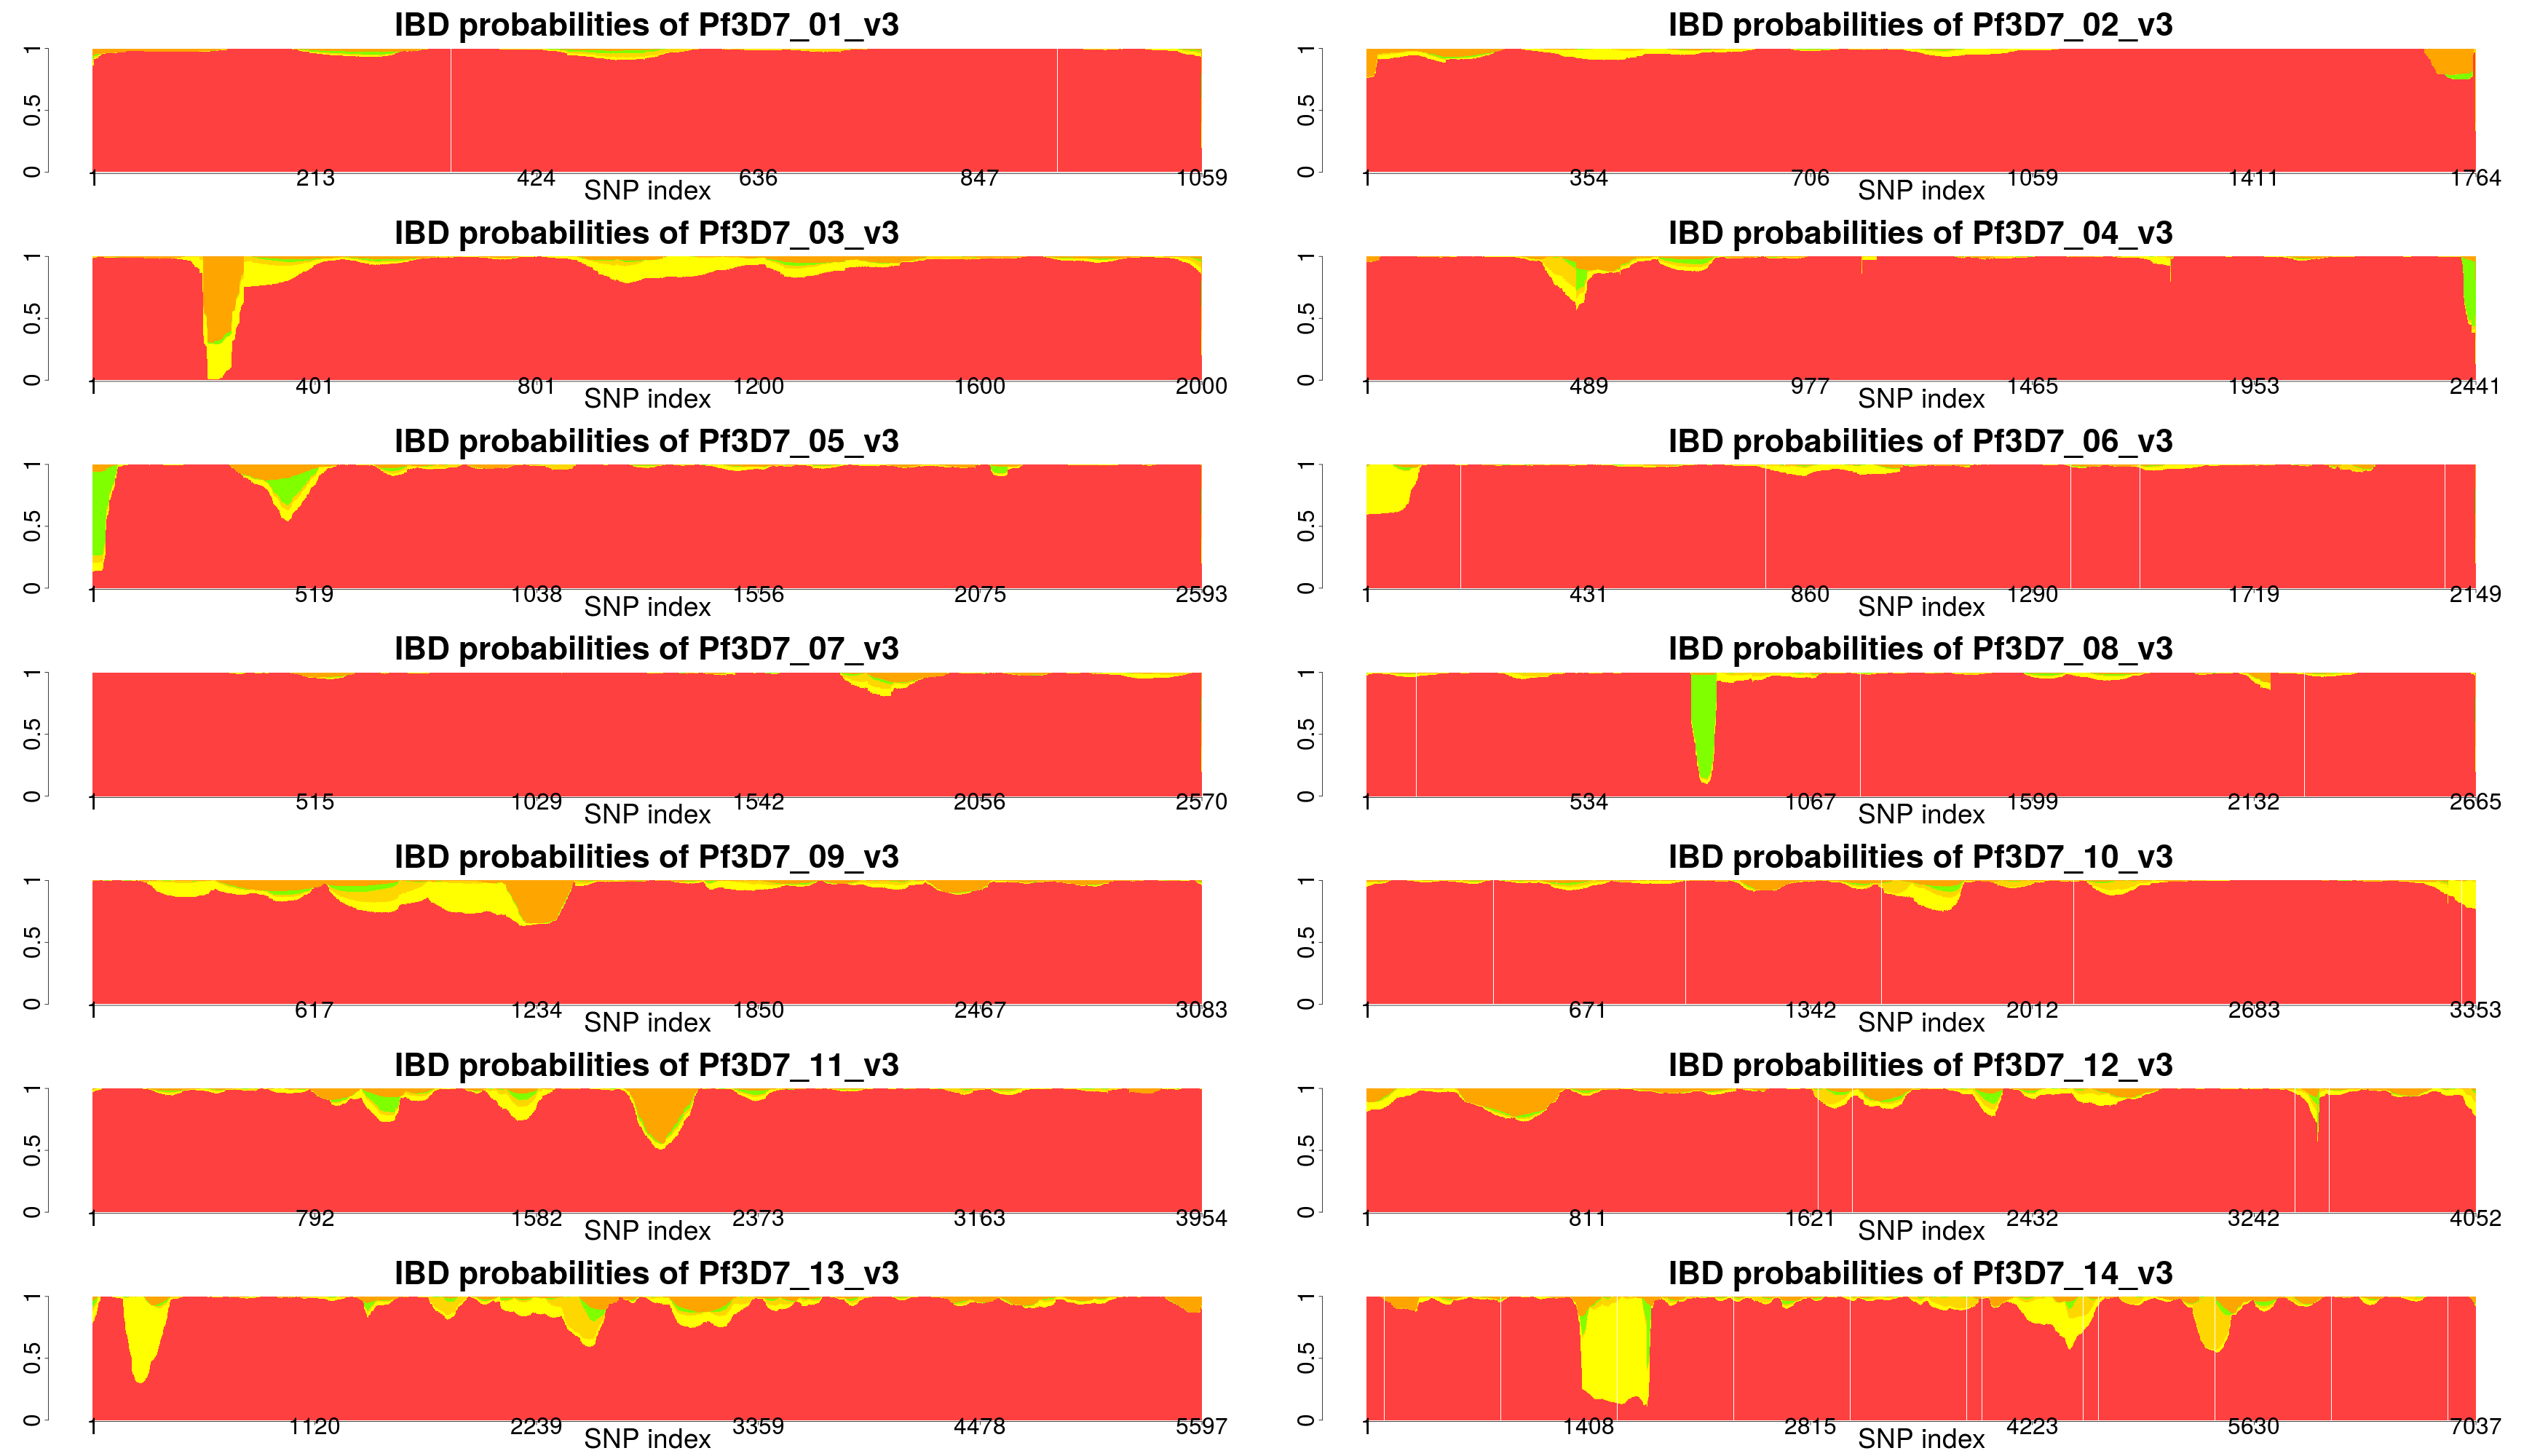 IBD probabilities of Pf3D7_01_v3
0 0.5 1
1 213 424 636 847 1059
SNP index
IBD probabilities of Pf3D7_02_v3
0 0.5 1
1 354 706 1059 1411 1764
SNP index
IBD probabilities of Pf3D7_03_v3
0 0.5 1
1 401 801 1200 1600 2000
SNP index
IBD probabilities of Pf3D7_04_v3
0 0.5 1
1 489 977 1465 1953 2441
SNP index
IBD probabilities of Pf3D7_05_v3
0 0.5 1
1 519 1038 1556 2075 2593
SNP index
IBD probabilities of Pf3D7_06_v3
0 0.5 1
1 431 860 1290 1719 2149
SNP index
IBD probabilities of Pf3D7_07_v3
0 0.5 1
1 515 1029 1542 2056 2570
SNP index
IBD probabilities of Pf3D7_08_v3
0 0.5 1
1 534 1067 1599 2132 2665
SNP index
IBD probabilities of Pf3D7_09_v3
0 0.5 1
1 617 1234 1850 2467 3083
SNP index
IBD probabilities of Pf3D7_10_v3
0 0.5 1
1 671 1342 2012 2683 3353
SNP index
IBD probabilities of Pf3D7_11_v3
0 0.5 1
1 792 1582 2373 3163 3954
SNP index
IBD probabilities of Pf3D7_12_v3
0 0.5 1
1 811 1621 2432 3242 4052
SNP index
IBD probabilities of Pf3D7_13_v3
0 0.5 1
1 1120 2239 3359 4478 5597
SNP index
IBD probabilities of Pf3D7_14_v3
0 0.5 1
1 1408 2815 4223 5630 7037
SNP index